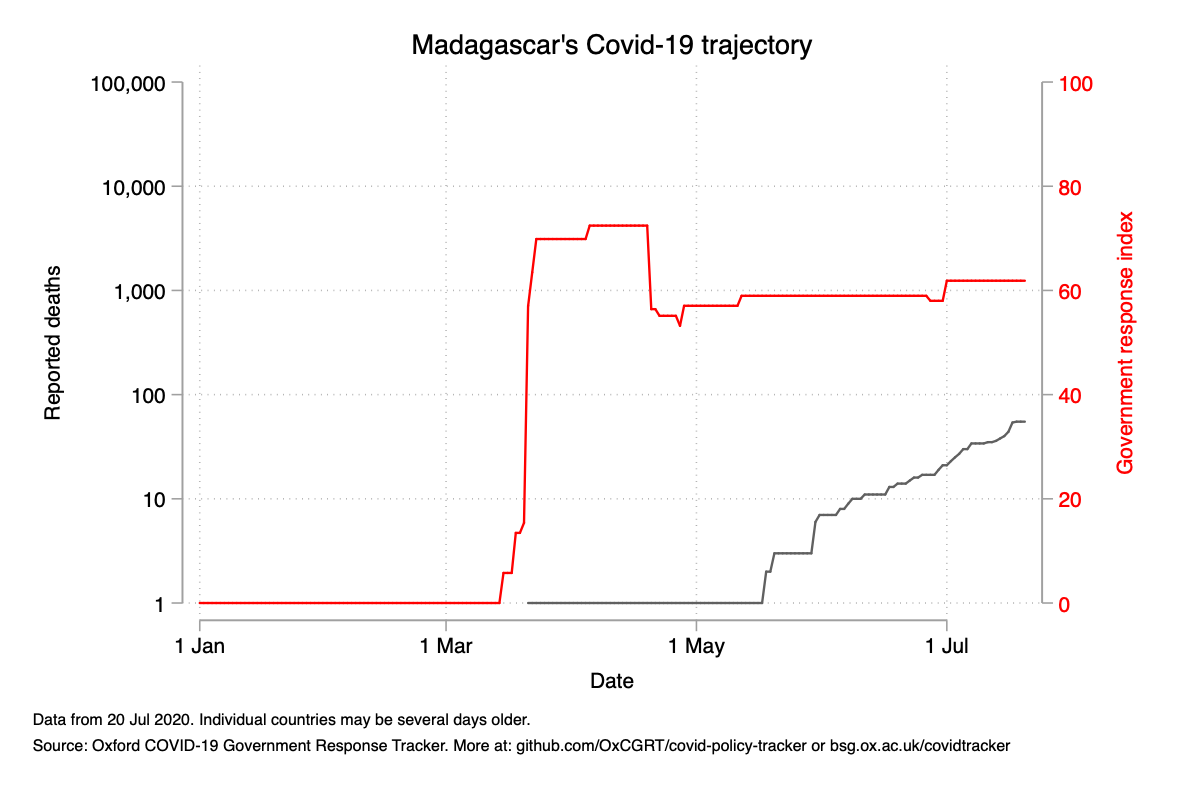 Madagascar's Covid-19 trajectory
100,000
10,000
1,000
100
10
1
Reported deaths
100
80
60
40
20
0
Government response index
1 Jan
1 Mar
1 May
1 Jul
Date
Data from 20 Jul 2020. Individual countries may be several days older.
Source: Oxford COVID-19 Government Response Tracker. More at: github.com/OxCGRT/covid-policy-tracker or bsg.ox.ac.uk/covidtracker